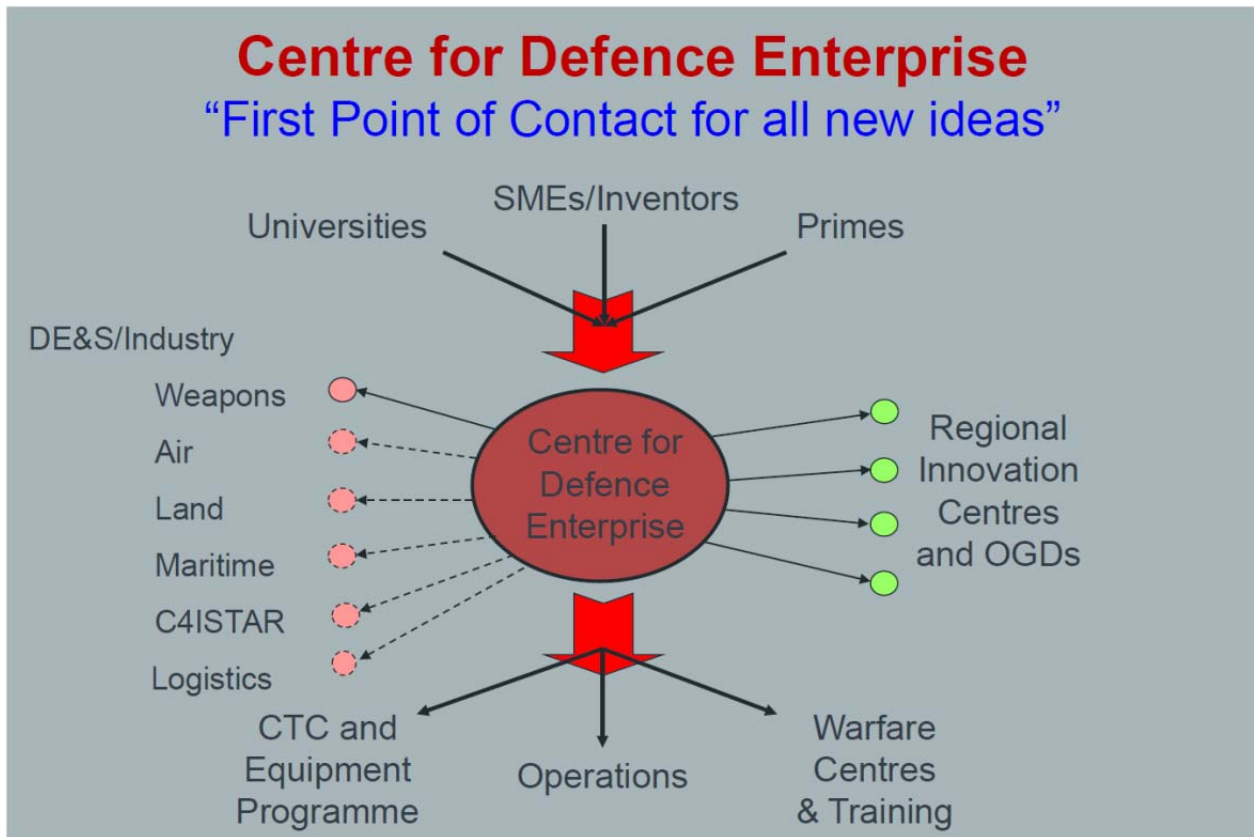 Centre for Defence Enterprise
“First Point of Contact for all new ideas”
SMEs/Inventors
Universities
Primes
DE&S/Industry
Weapons
Air
Land
Maritime
C4ISTAR
Logistics
Centre for
Defence
Enterprise
Regional
Innovation
Centres
and OGDs
CTC and
Equipment
Programme
Operations
Warfare
Centres
& Training